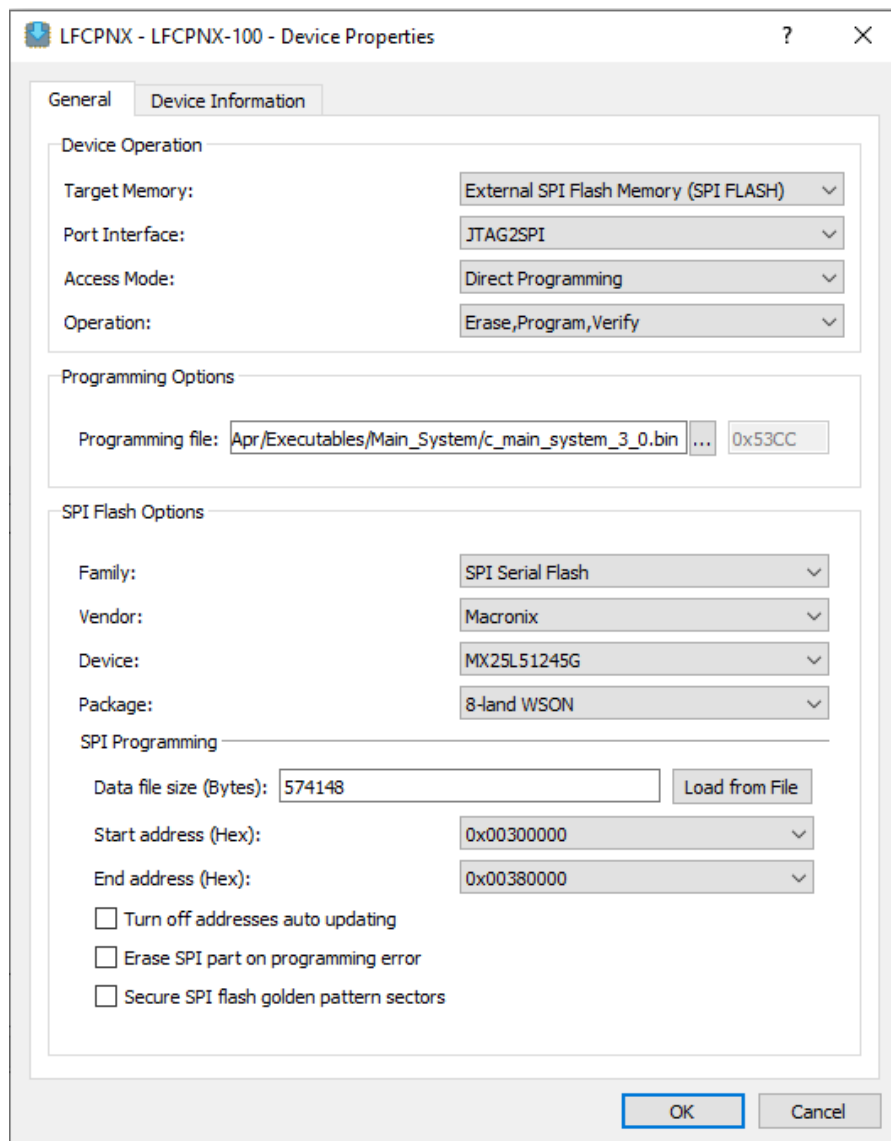 LFCPNX - LFCPNX-100 - Device Properties ? X
General Device Information
Device Operation
Target Memory: External SPI Flash Memory (SPI FLASH)
Port Interface: JTAG2SPI
Access Mode: Direct Programming
Operation: Erase,Program,Verify
Programming Options
Programming file: Apr/Executables/Main_System/c_main_system_3_0.bin ... 0x53CC
SPI Flash Options
Family: SPI Serial Flash
Vendor: Macronix
Device: MX25L51245G
Package: 8-land WSON
SPI Programming
Data file size (Bytes): 574148 Load from File
Start address (Hex): 0x00300000
End address (Hex): 0x00380000
Turn off addresses auto updating
Erase SPI part on programming error
Secure SPI flash golden pattern sectors
OK Cancel